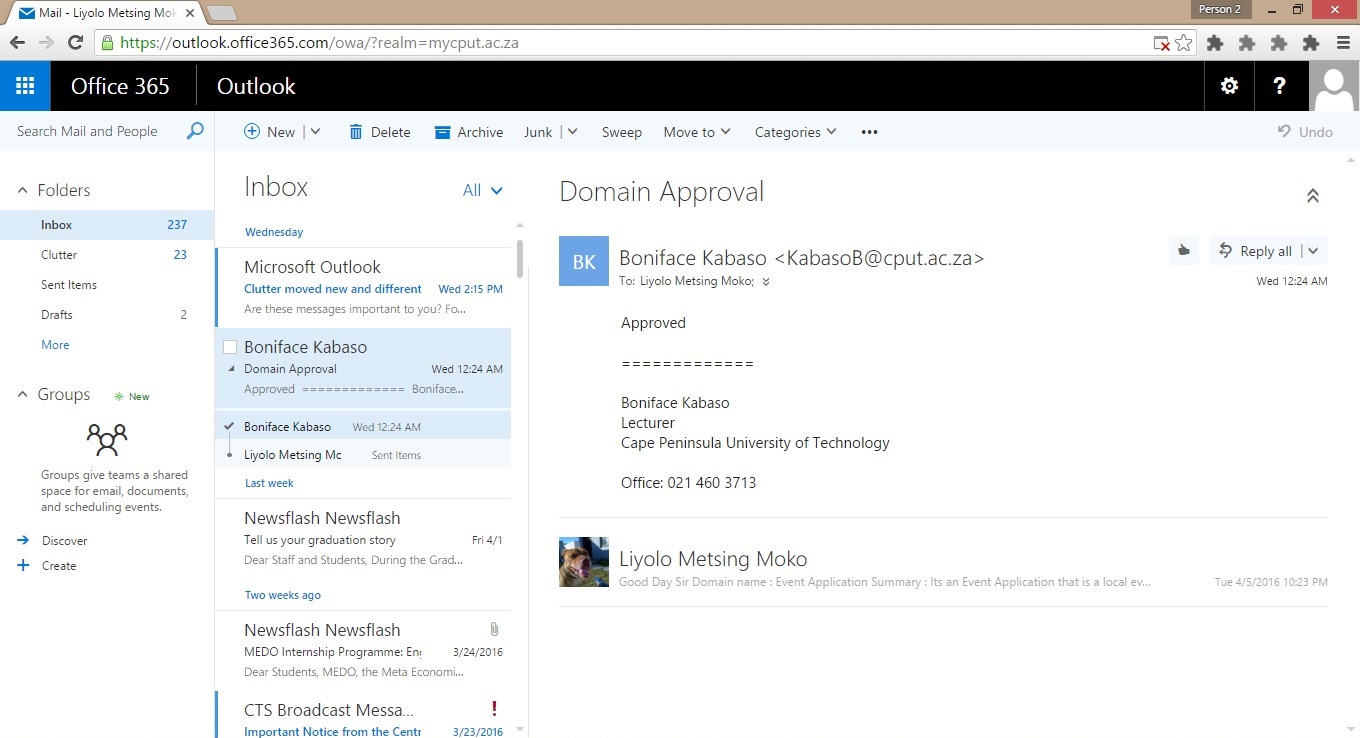 Mail - Liyolo Metsing Mok
Person 2
https://outlook.office365.com/owa/?realm=mycput.ac.za
Office 365
Outlook
?
Search Mail and People
New
Delete
Archive
Junk
Sweep
Move to
Categories
•••
Undo
Folders
Inbox 237
Clutter 23
Sent Items
Drafts 2
More
Groups
New
Groups give teams a shared
space for email, documents,
and scheduling events.
Discover
Create
Inbox
All
Wednesday
Microsoft Outlook
Clutter moved new and different Wed 2:15 PM
Are these messages important to you? Fo...
Boniface Kabaso
Domain Approval Wed 12:24 AM
Approved ============= Boniface...
Boniface Kabaso Wed 12:24 AM
Liyolo Metsing Mc Sent Items
Last week
Newsflash Newsflash
Tell us your graduation story Fri 4/1
Dear Staff and Students, During the Grad...
Two weeks ago
Newsflash Newsflash
MEDO Internship Programme: Eng 3/24/2016
Dear Students, MEDO, the Meta Economi...
CTS Broadcast Messa...
!
Important Notice from the Centr 3/23/2016
Domain Approval
BK
Boniface Kabaso <KabasoB@cput.ac.za>
To: Liyolo Metsing Moko;
Reply all
Wed 12:24 AM
Approved
=============
Boniface Kabaso
Lecturer
Cape Peninsula University of Technology
Office: 021 460 3713
Liyolo Metsing Moko
Good Day Sir Domain name : Event Application Summary : Its an Event Application that is a local ev...
Tue 4/5/2016 10:23 PM